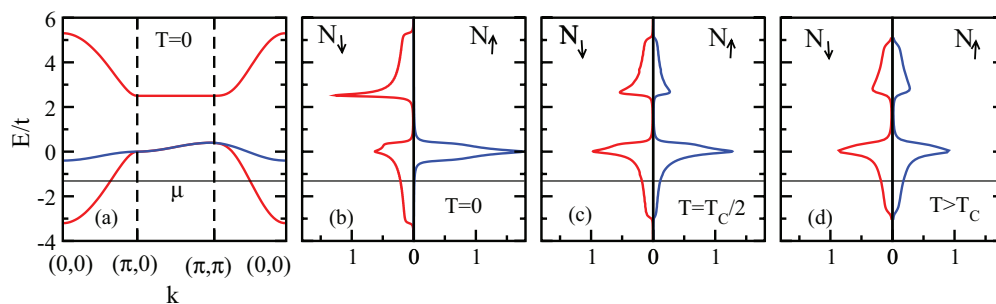 6
4
2
0
-2
-4
E/t
T=0
μ
(a)
(0,0) (π,0) (π,π) (0,0)
k
N↓ N↑
(b) T=0
1 0 1
N↓ N↑
(c) T=T_C/2
1 0 1
N↓ N↑
(d) T>T_C
1 0 1